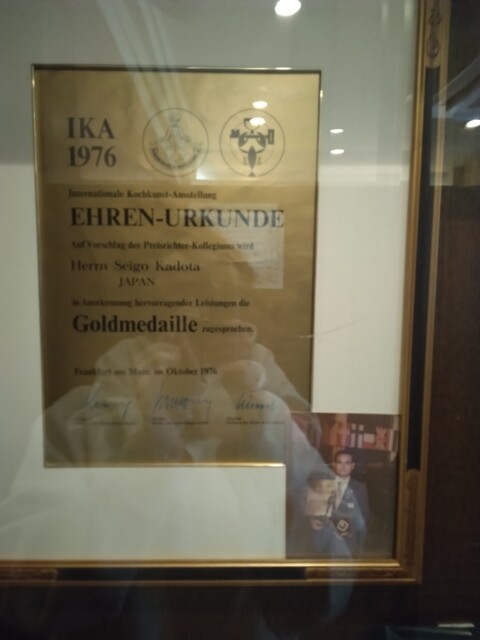 IKA
1976
Internationale Kochkunst-Ausstellung
EHREN-URKUNDE
Auf Vorschlag des Preisrichter-Kollegiums wird
Herrn Seigo Kadota
JAPAN
in Anerkennung hervorragender Leistungen die
Goldmedaille zugesprochen.
Frankfurt am Main, im Oktober 1976